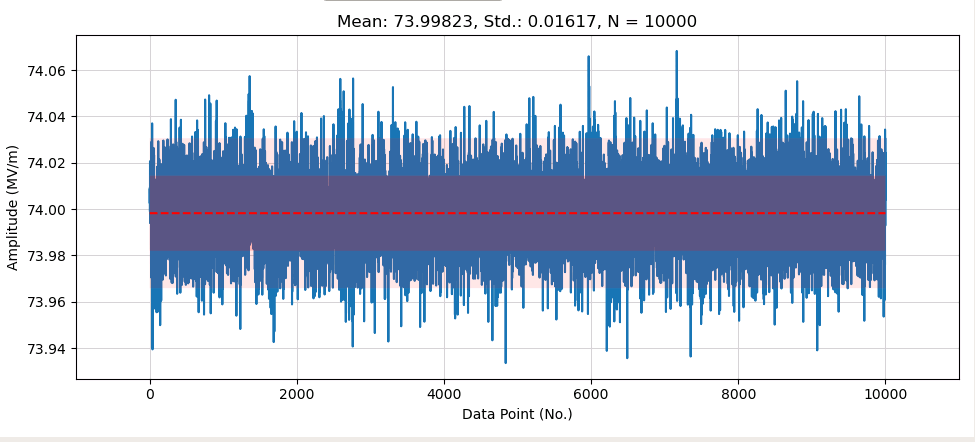 Mean: 73.99823, Std.: 0.01617, N = 10000
Amplitude (MV/m)
74.06
74.04
74.02
74.00
73.98
73.96
73.94
0 2000 4000 6000 8000 10000
Data Point (No.)